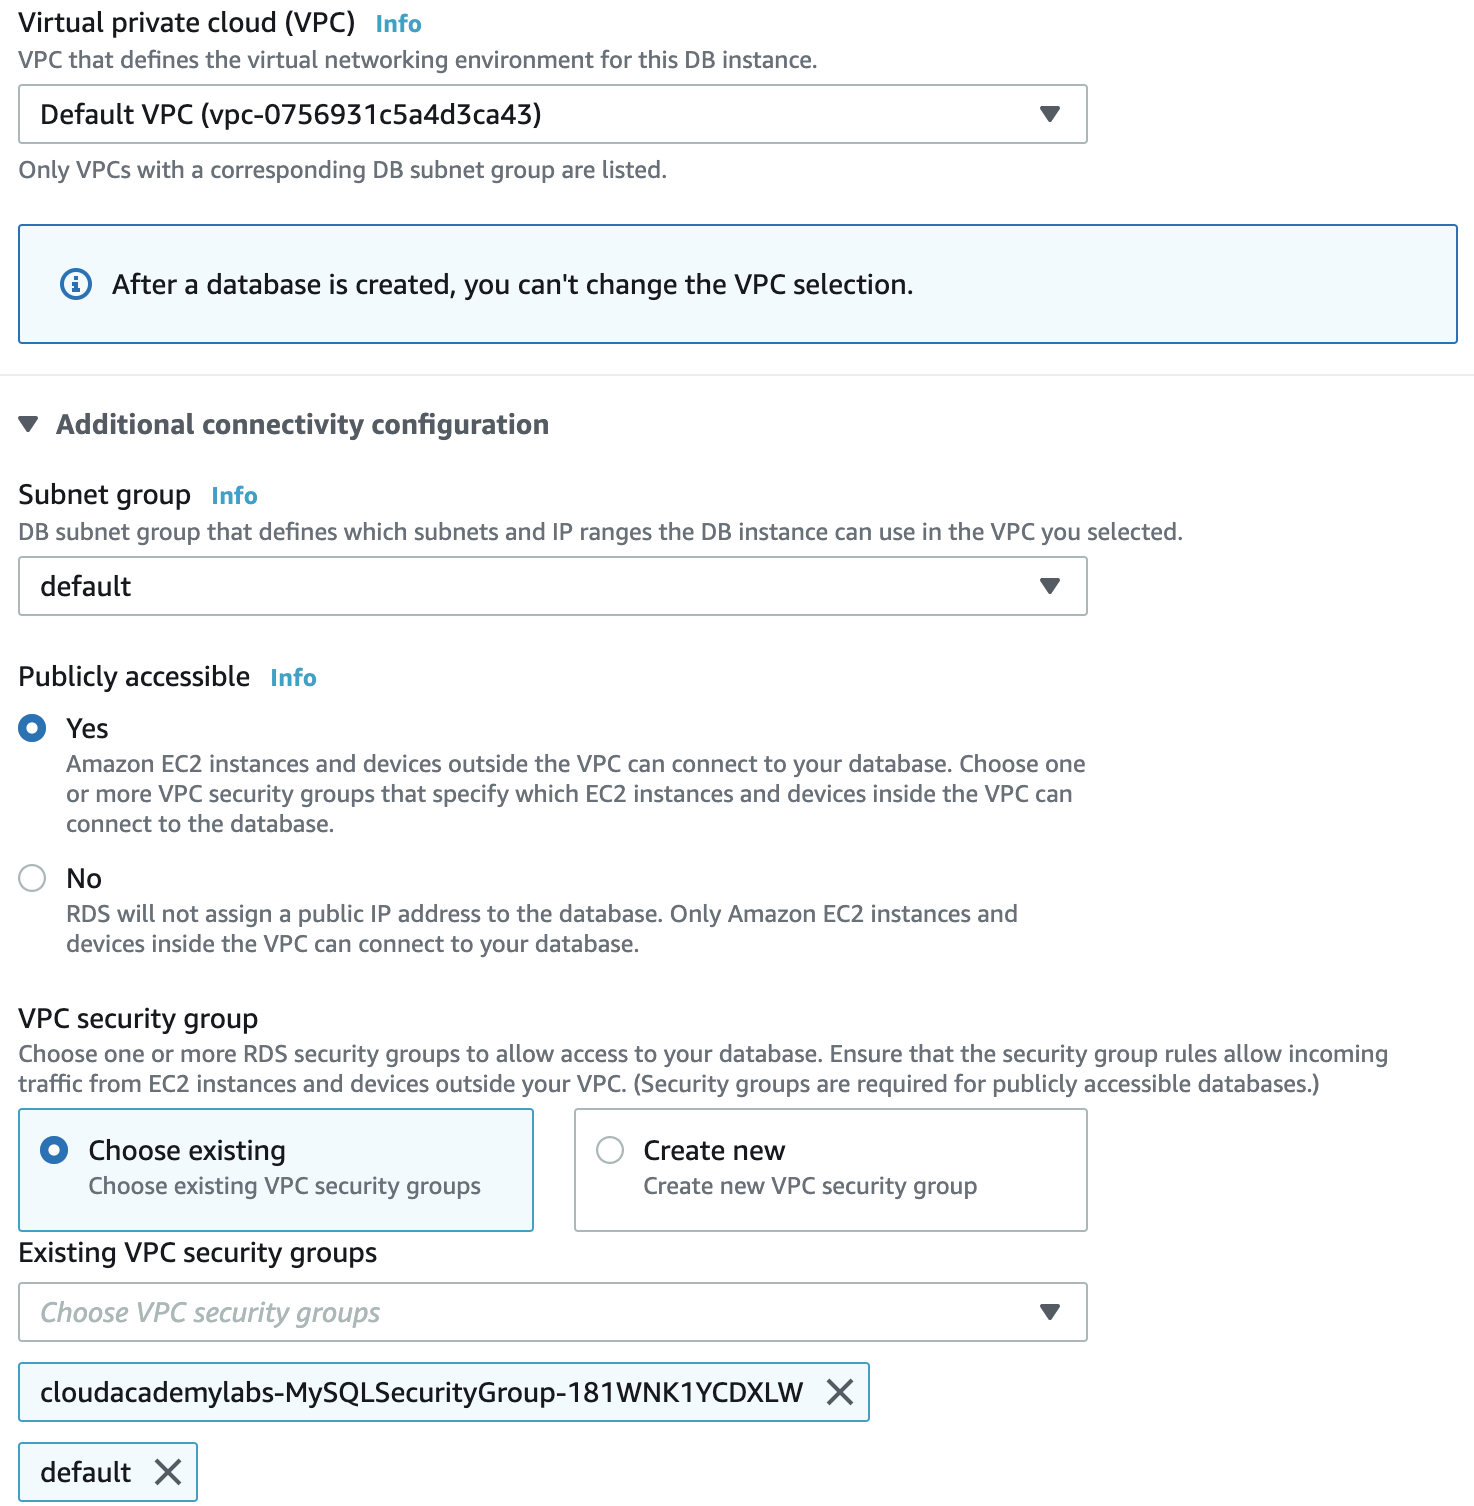 Virtual private cloud (VPC) Info
VPC that defines the virtual networking environment for this DB instance.
Default VPC (vpc-0756931c5a4d3ca43)
Only VPCs with a corresponding DB subnet group are listed.
After a database is created, you can't change the VPC selection.
Additional connectivity configuration
Subnet group Info
DB subnet group that defines which subnets and IP ranges the DB instance can use in the VPC you selected.
default
Publicly accessible Info
Yes
Amazon EC2 instances and devices outside the VPC can connect to your database. Choose one
or more VPC security groups that specify which EC2 instances and devices inside the VPC can
connect to the database.
No
RDS will not assign a public IP address to the database. Only Amazon EC2 instances and
devices inside the VPC can connect to your database.
VPC security group
Choose one or more RDS security groups to allow access to your database. Ensure that the security group rules allow incoming
traffic from EC2 instances and devices outside your VPC. (Security groups are required for publicly accessible databases.)
Choose existing
Choose existing VPC security groups
Create new
Create new VPC security group
Existing VPC security groups
Choose VPC security groups
cloudacademylabs-MySQLSecurityGroup-181WNK1YCDXLW
default